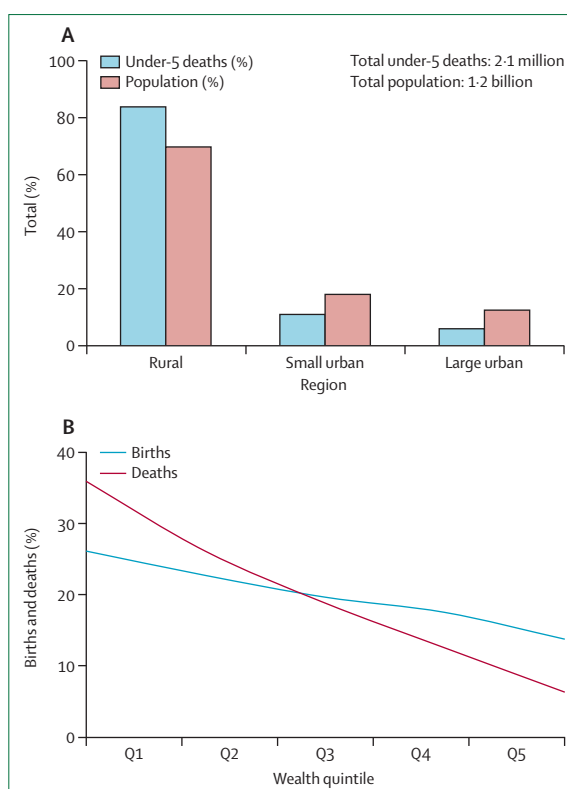 A
Under-5 deaths (%)
Population (%)
Total under-5 deaths: 2·1 million
Total population: 1·2 billion
100
80
60
40
20
0
Total (%)
Rural
Small urban
Large urban
Region
B
Births
Deaths
40
30
20
10
0
Births and deaths (%)
Q1
Q2
Q3
Q4
Q5
Wealth quintile